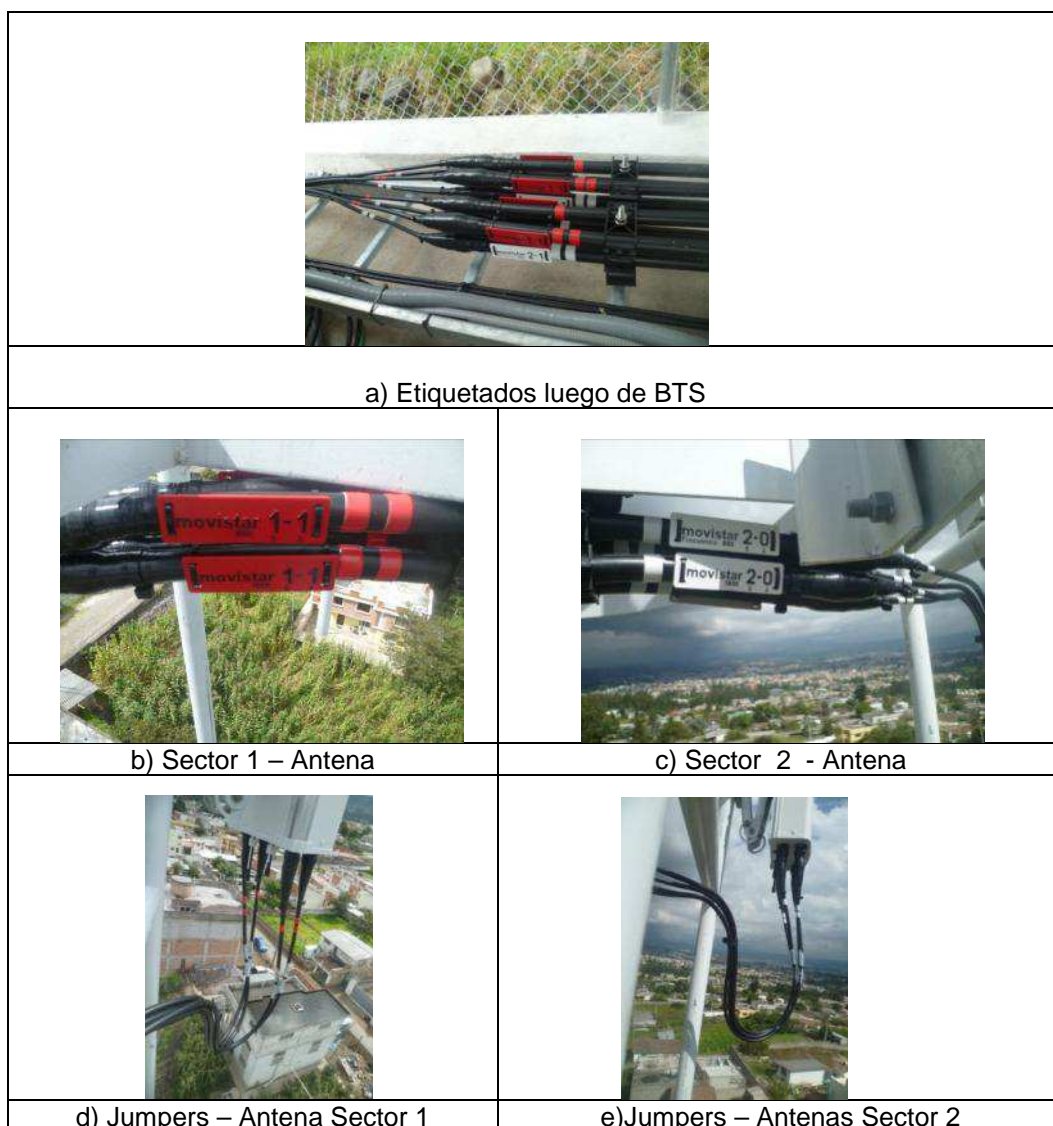 movistar 2-1
a) Etiquetados luego de BTS
movistar 1-1
movistar 1-1
movistar 2-0
movistar 2-0
b) Sector 1 – Antena
c) Sector 2 - Antena
d) Jumpers – Antena Sector 1
e)Jumpers – Antenas Sector 2